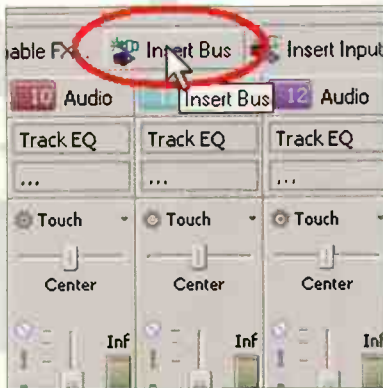 able FX... Insert Bus Insert Input
10 Audio Insert Bus 12 Audio
Track EQ Track EQ Track EQ
... ... ...
Touch Touch Touch
Center Center Center
Inf Inf Inf